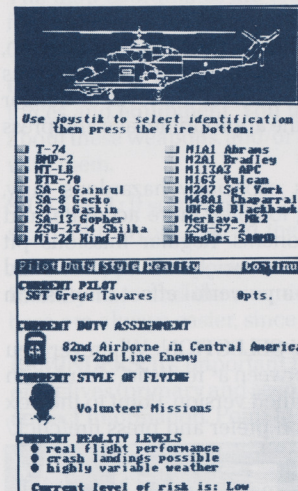 Use joystik to select identification
then press the fire botton:
T-74
BMP-2
MT-LB
BTR-70
SA-6 Gainful
SA-8 Gecko
SA-9 Gaskin
SA-13 Gopher
ZSU-23-4 Shilka
Mi-24 Hind-D
M1A1 Abrams
M2A1 Bradley
M113A2 APC
M163 Vulcan
M247 Sgt York
M48A1 Chaparral
UH-60 Blackhawk
Merkava Mk2
ZSU-57-2
Hughes 500MD
Pilot Duty Style Reality Continu
CURRENT PILOT
SGT Gregg Tavares 0pts.
CURRENT DUTY ASSIGNMENT
82nd Airborne in Central America
vs 2nd Line Enemy
CURRENT STYLE OF FLYING
Volunteer Missions
CURRENT REALITY LEVELS
real flight performance
crash landings possible
highly variable weather
Current level of risk is: Low